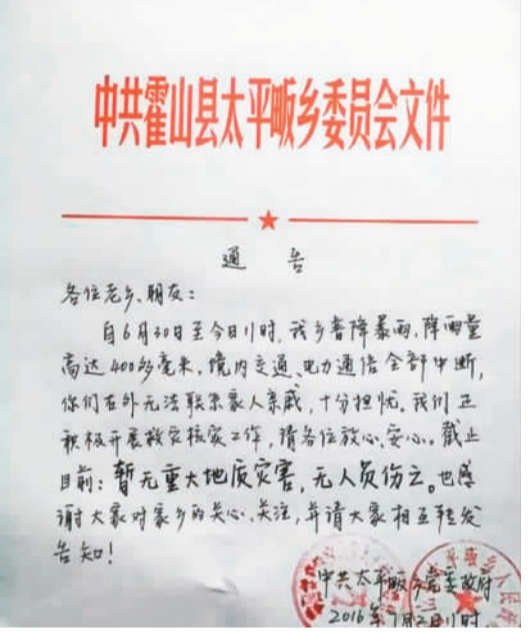 中共霍山县太平畈乡委员会文件
通告
各位老乡、朋友：
自6月30日至今日11时，我乡普降暴雨，降雨量
高达400多毫米，境内交通、电力通信全部中断，
你们在外无法联系家人亲戚，十分担忧。我们正
积极开展救灾核灾工作，请各位放心、安心。截止
目前：暂无重大地质灾害，无人员伤亡。也感
谢大家对家乡的关心、关注，并请大家相互转发
告知！
中共太平畈乡党委政府
2016年7月2日11时